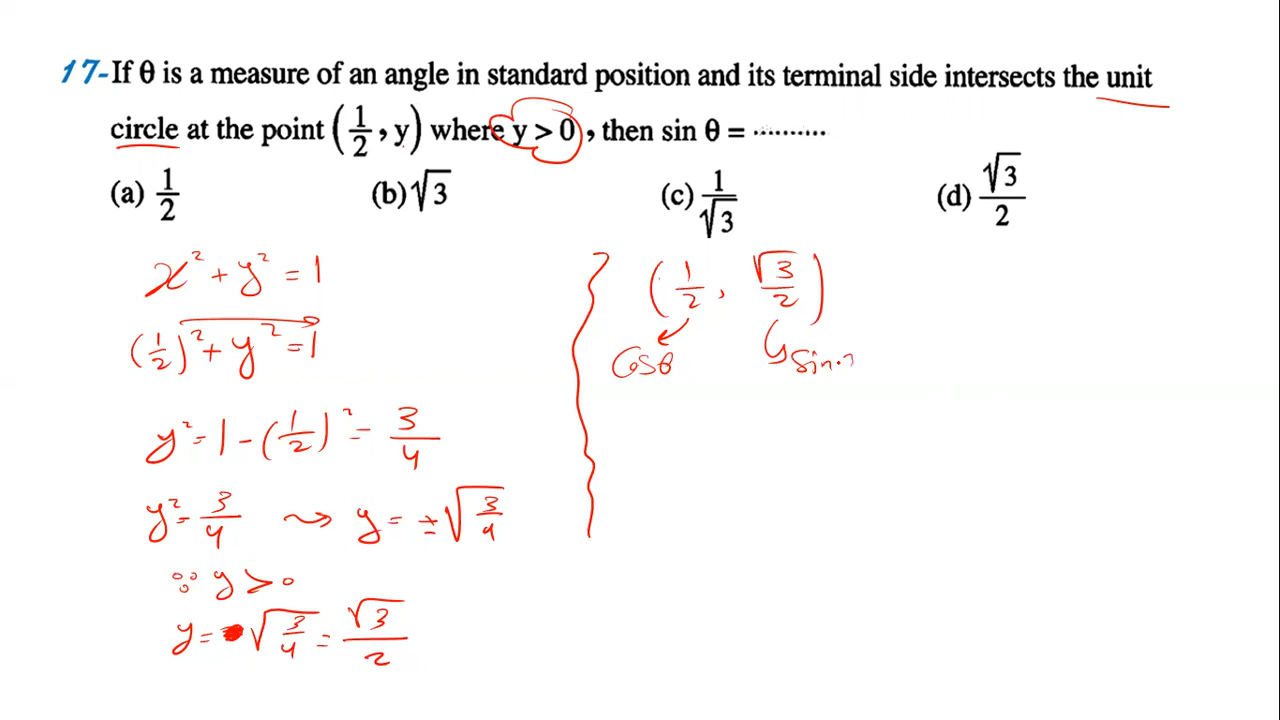 17- If θ is a measure of an angle in standard position and its terminal side intersects the unit
circle at the point (1/2 , y) where y > 0 , then sin θ = ..........
(a) 1/2 (b) √3 (c) 1/√3 (d) √3/2
x² + y² = 1
(1/2)² + y² = 1
y² = 1 - (1/2)² = 3/4
y² = 3/4 ⇝ y = ± √(3/4)
∵ y > 0
y = √(3/4) = √3/2
(1/2 , √3/2)
Cosθ